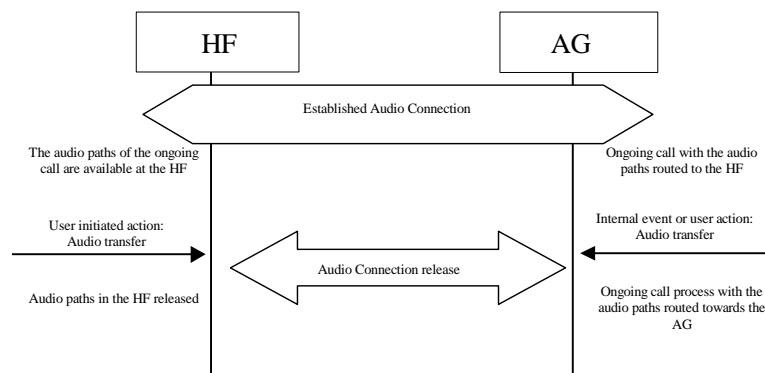 HF
AG
Established Audio Connection
The audio paths of the ongoing
call are available at the HF
Ongoing call with the audio
paths routed to the HF
User initiated action:
Audio transfer
Internal event or user action:
Audio transfer
Audio Connection release
Audio paths in the HF released
Ongoing call process with the
audio paths routed towards the
AG